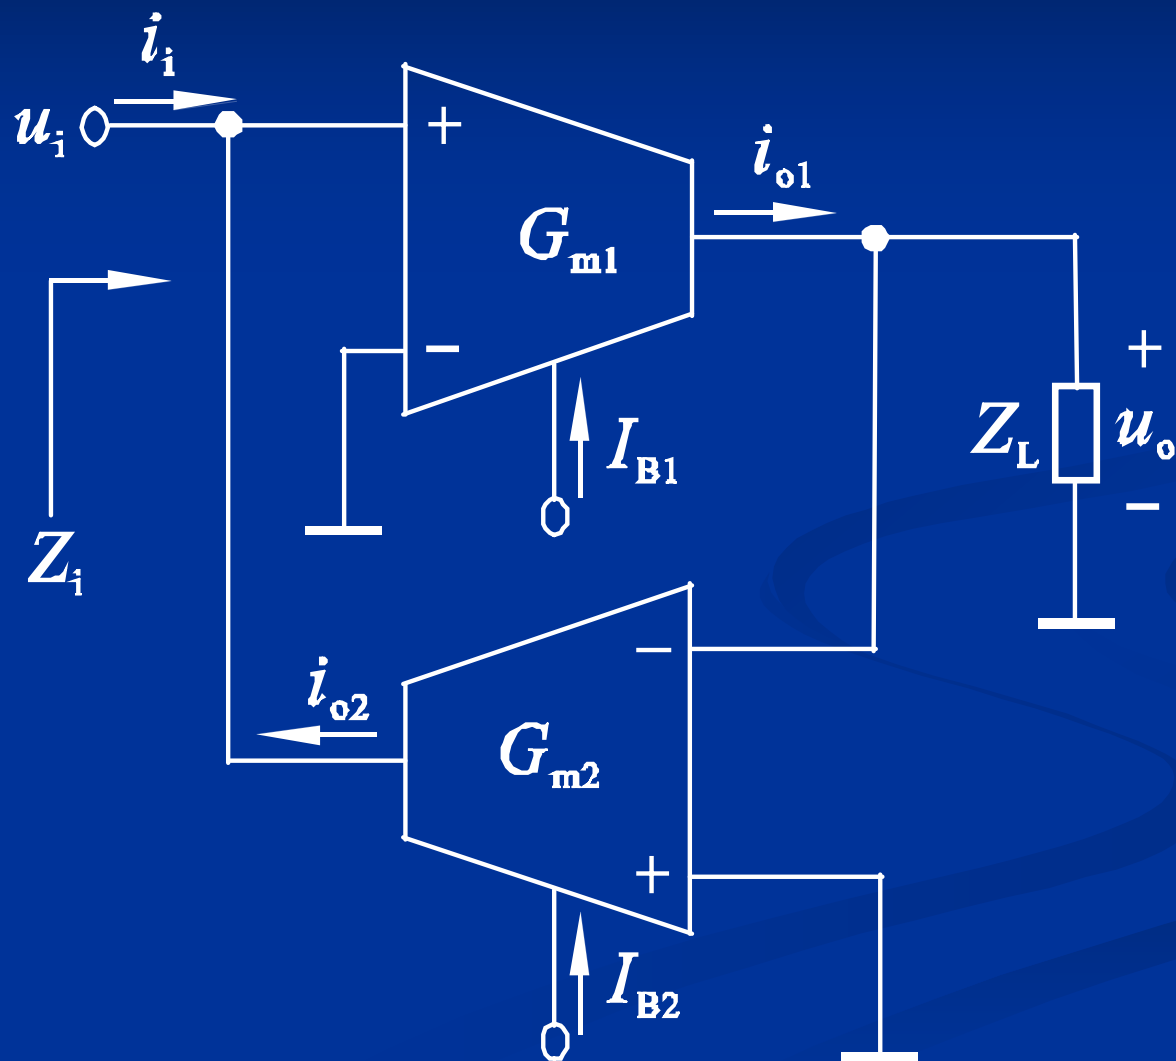 i_i
u_i
+
G_m1
i_o1
−
I_B1
+
Z_L
u_o
−
Z_i
−
i_o2
G_m2
+
I_B2